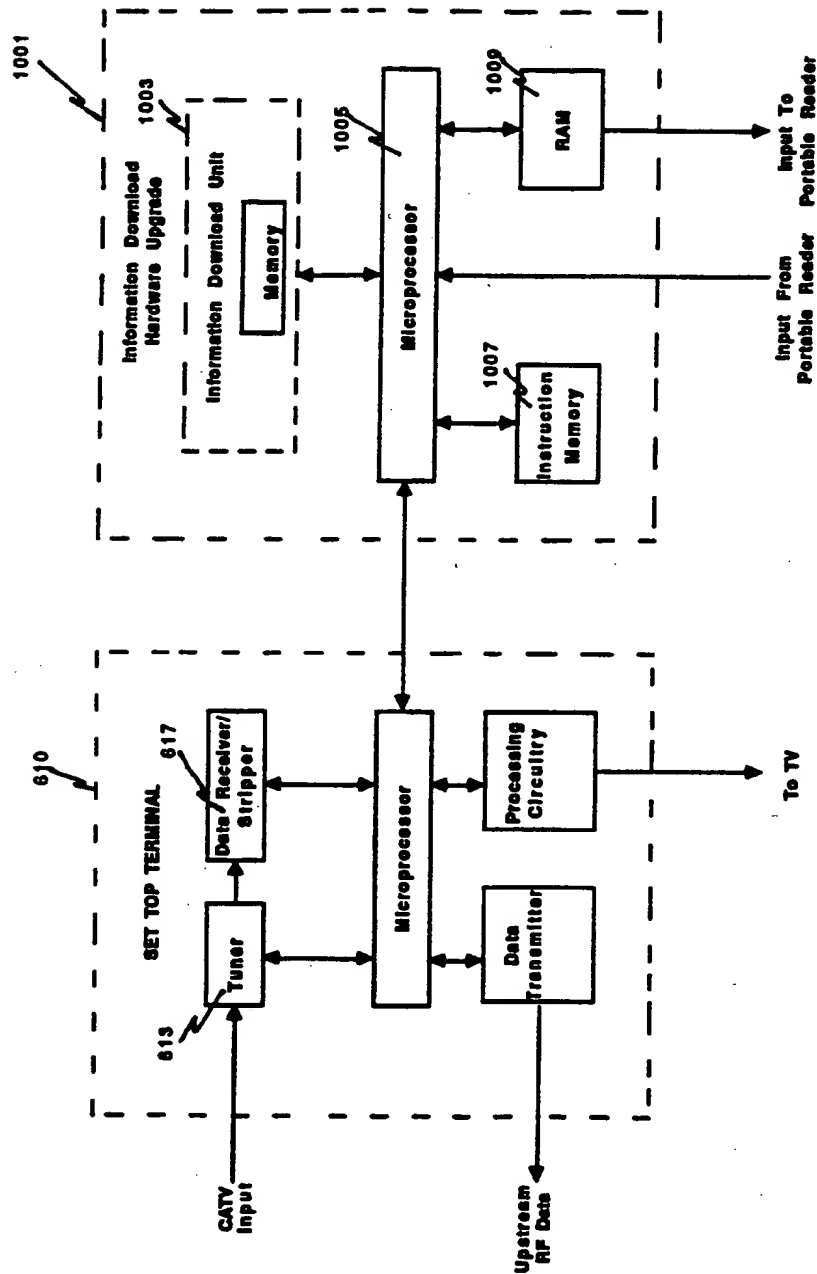 610
SET TOP TERMINAL
CATV
Input
613
Tuner
617
Data Receiver/
Stripper
Microprocessor
Data
Transmitter
Processing
Circuitry
Upstream
RF Data
To TV
1001
Information Download
Hardware Upgrade
1003
Information Download Unit
Memory
1005
Microprocessor
1007
Instruction
Memory
1009
RAM
Input From
Portable Reader
Input To
Portable Reader